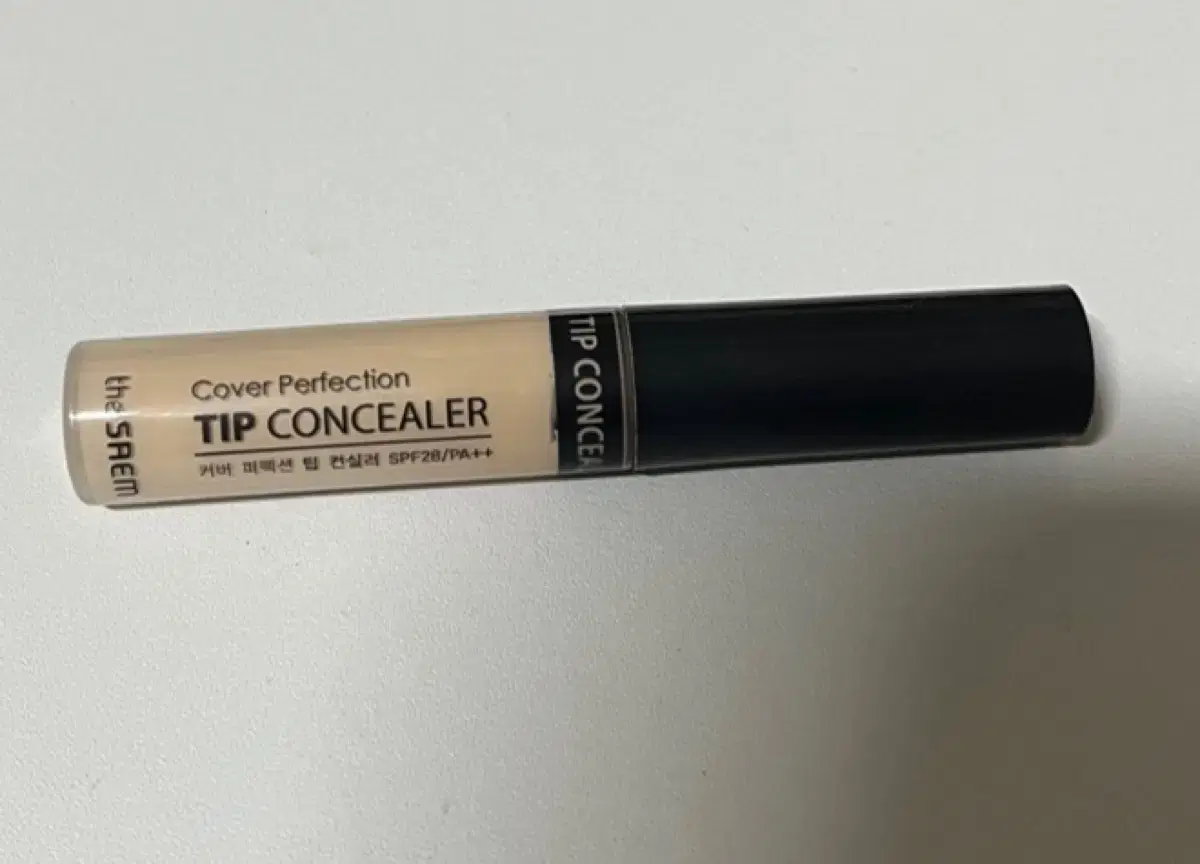 the SAEM
Cover Perfection
TIP CONCEALER
커버 퍼펙션 팁 컨실러 SPF28/PA++
TIP CONCEA